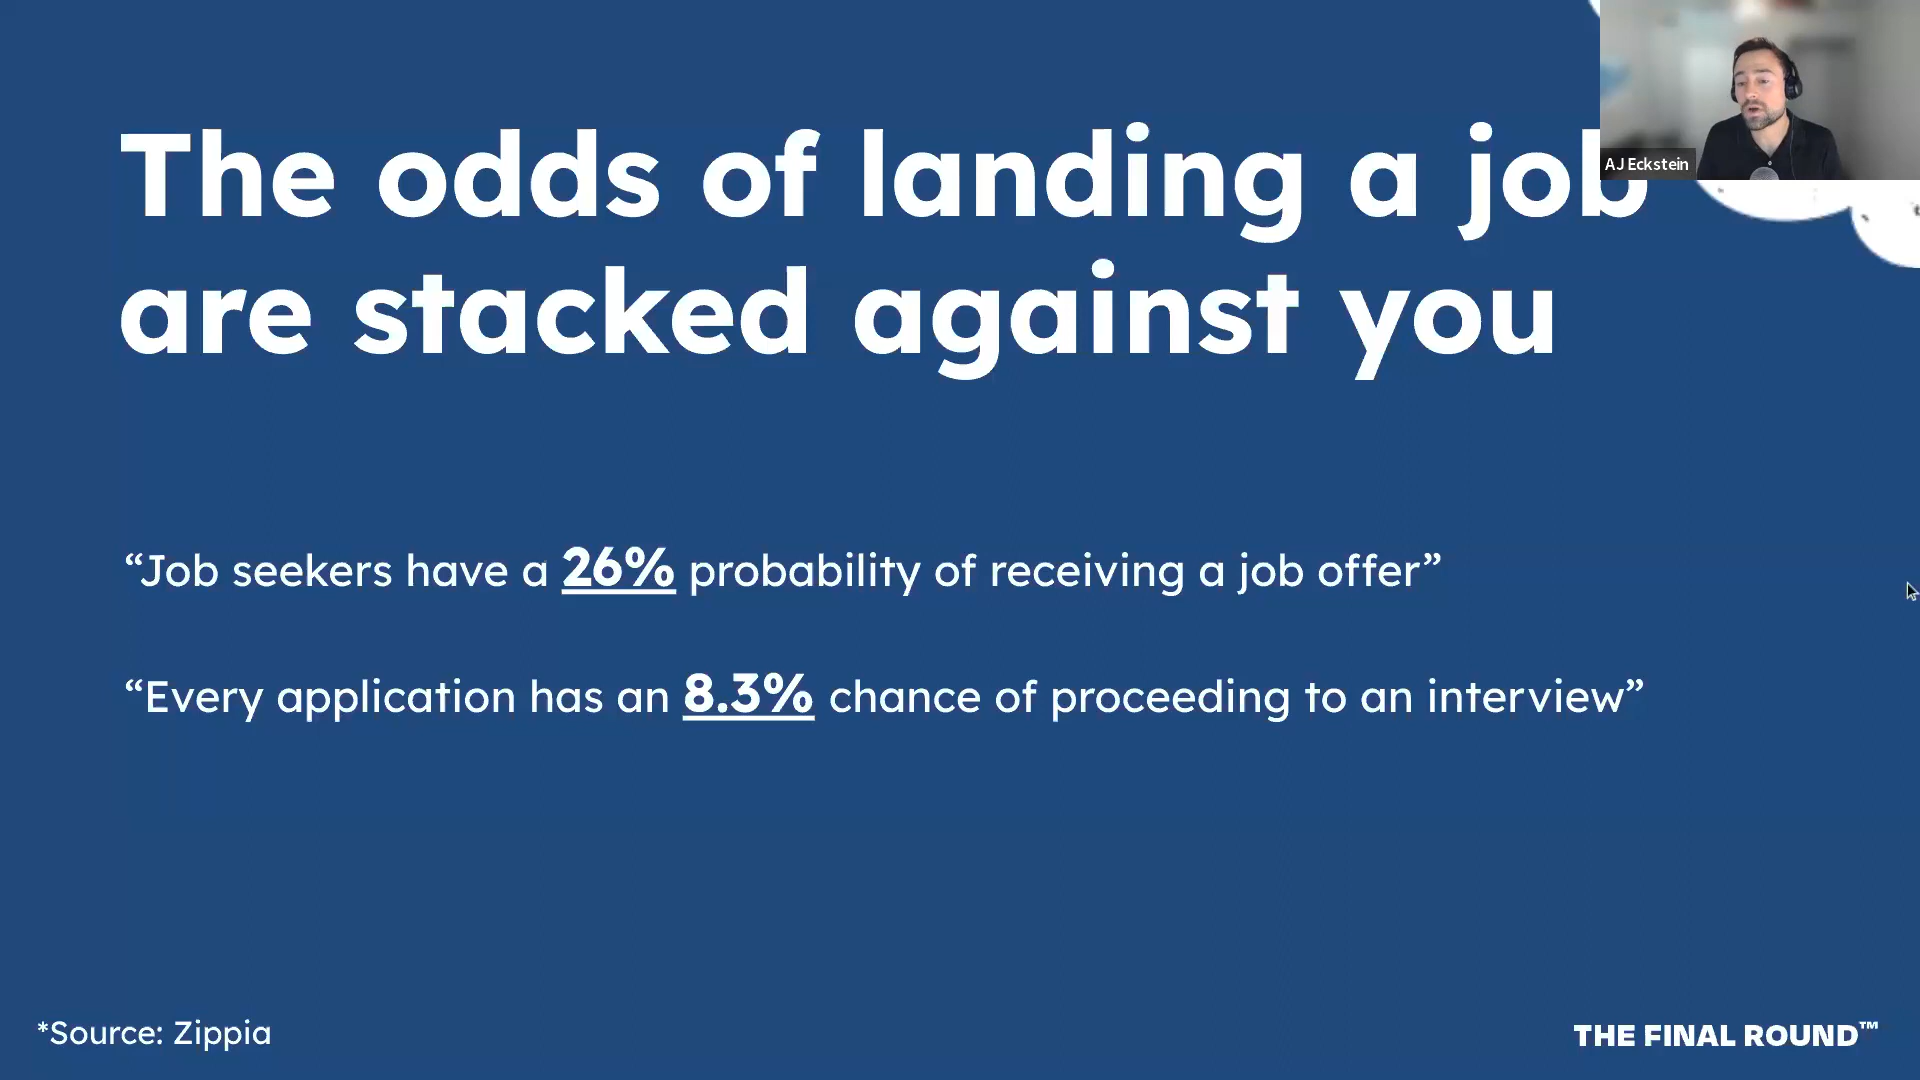 The odds of landing a job
are stacked against you
AJ Eckstein
“Job seekers have a 26% probability of receiving a job offer”
“Every application has an 8.3% chance of proceeding to an interview”
*Source: Zippia
THE FINAL ROUND™